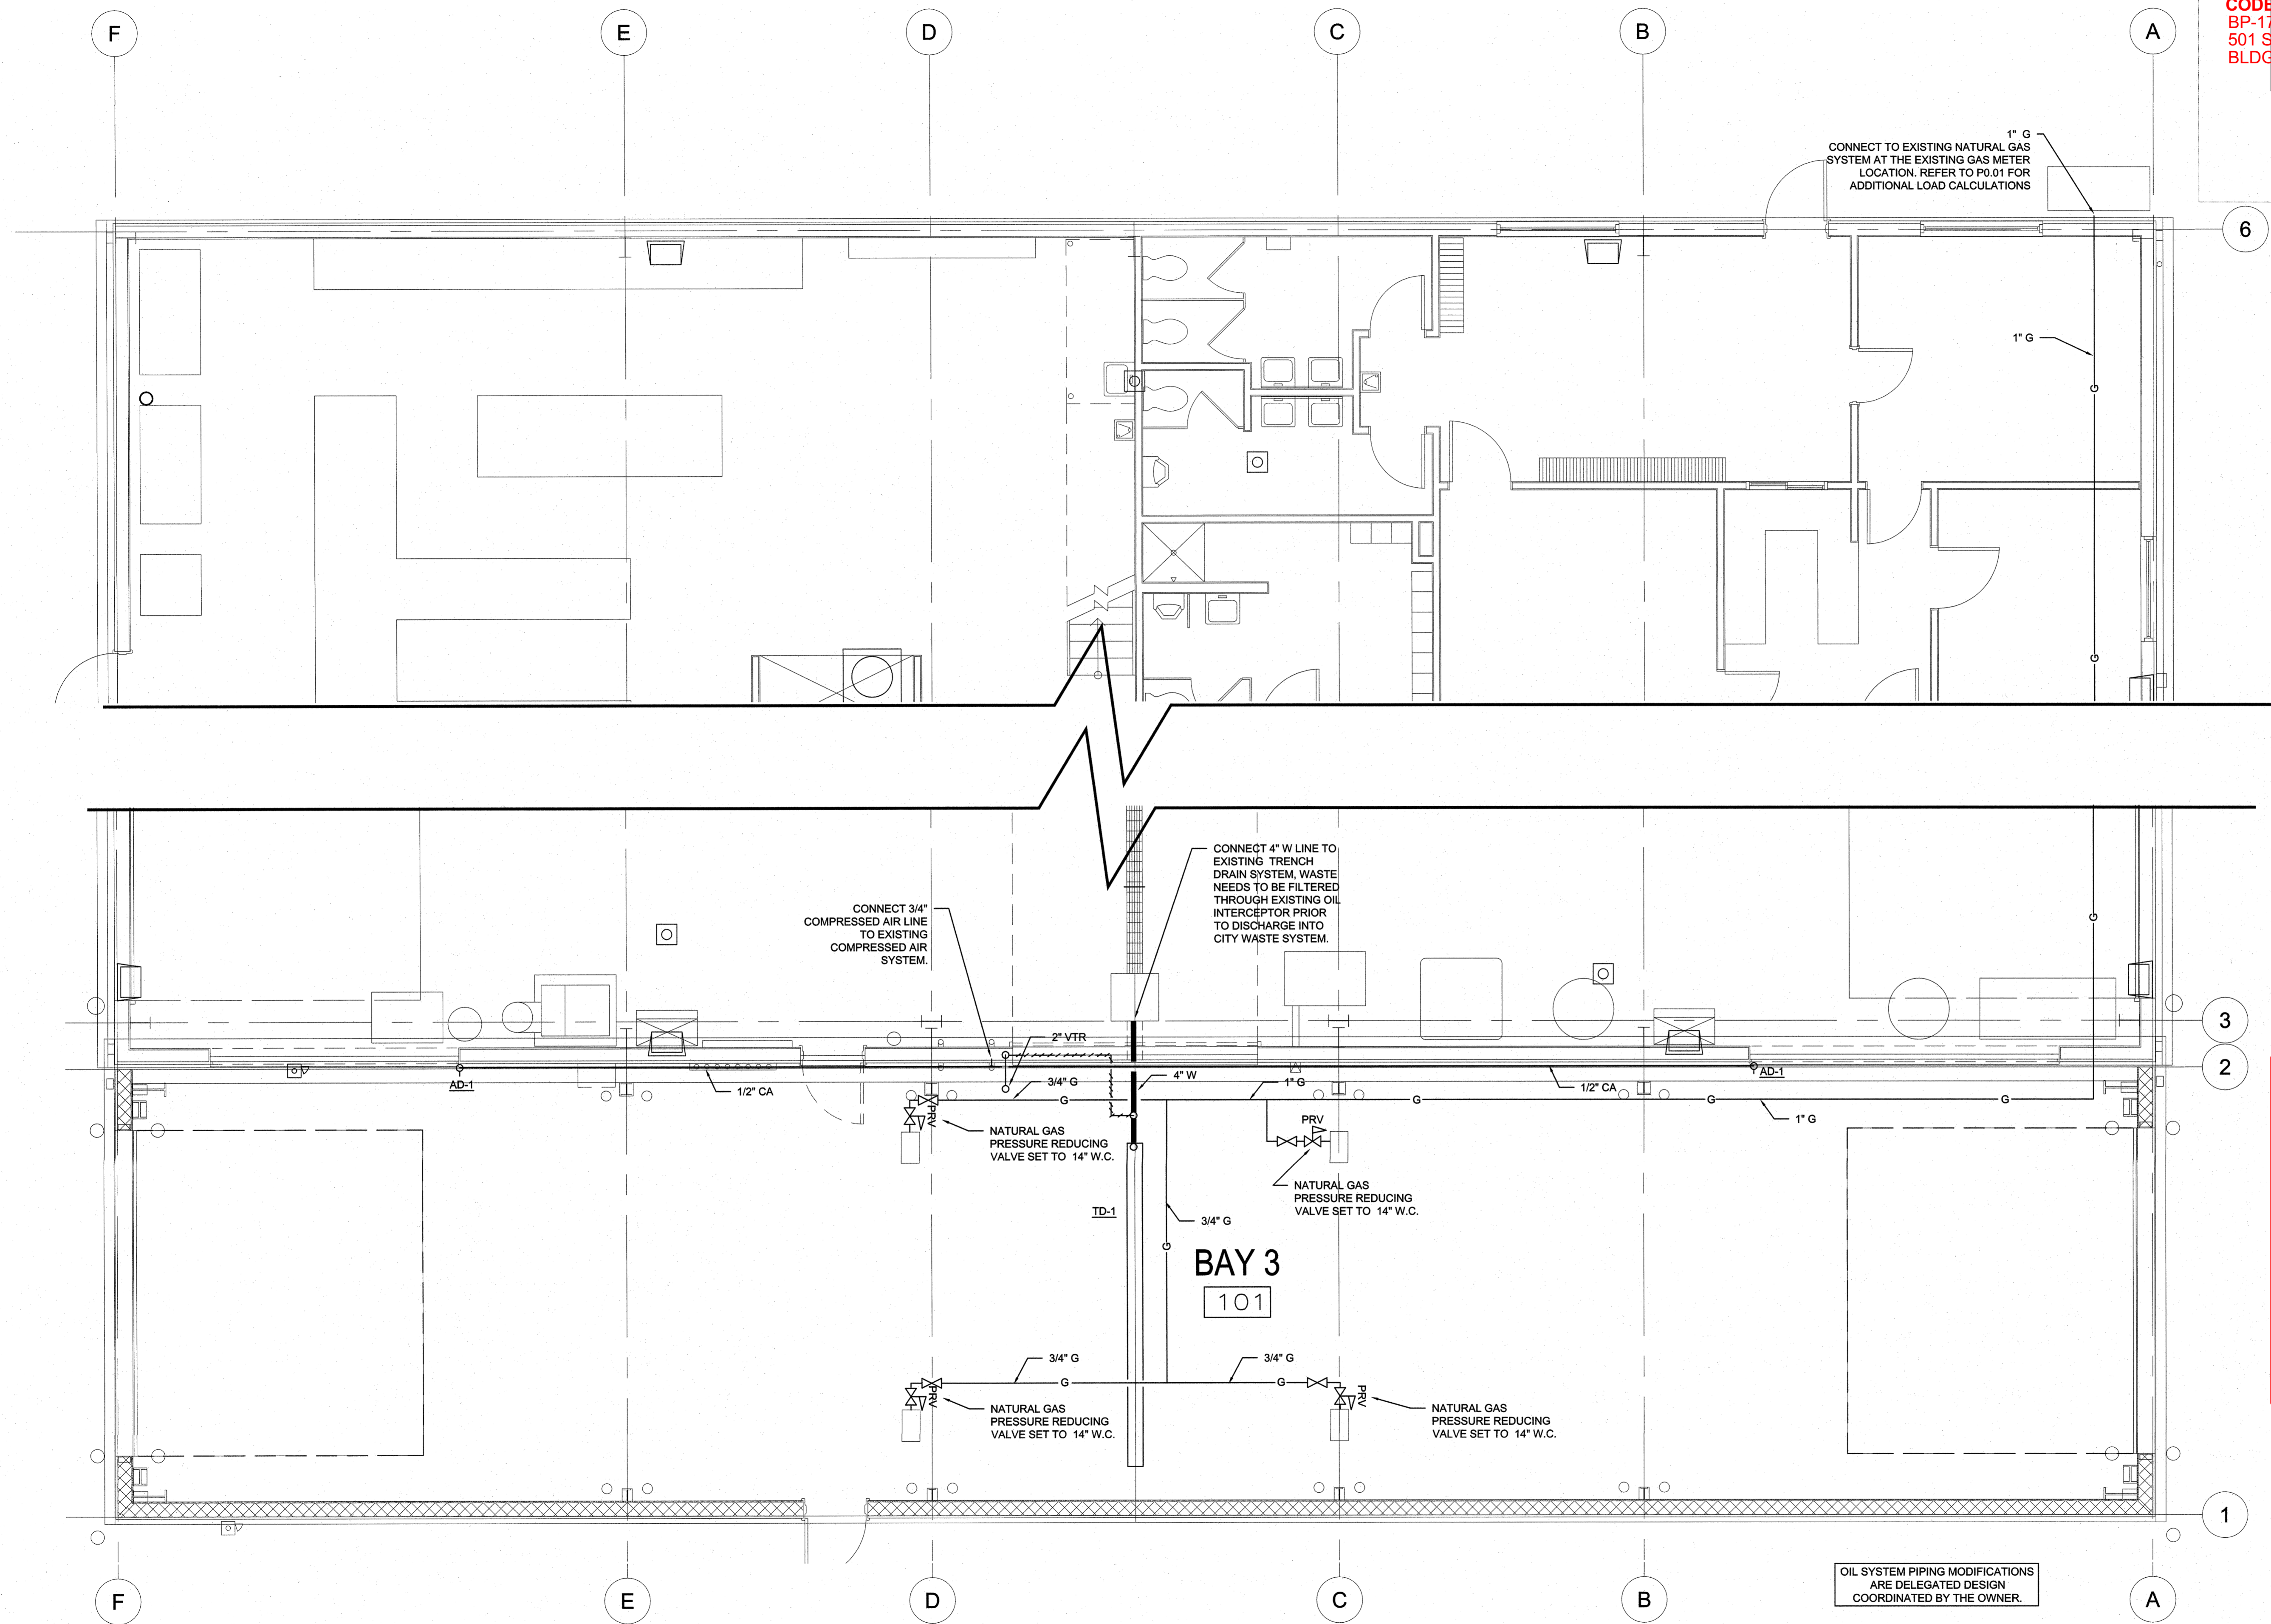 F
E
D
C
B
A
CODE
BP-17
501 S
BLDG
1" G
CONNECT TO EXISTING NATURAL GAS
SYSTEM AT THE EXISTING GAS METER
LOCATION. REFER TO P0.01 FOR
ADDITIONAL LOAD CALCULATIONS
6
1" G
G
G
CONNECT 4" W LINE TO
EXISTING TRENCH
DRAIN SYSTEM, WASTE
NEEDS TO BE FILTERED
THROUGH EXISTING OIL
INTERCEPTOR PRIOR
TO DISCHARGE INTO
CITY WASTE SYSTEM.
CONNECT 3/4"
COMPRESSED AIR LINE
TO EXISTING
COMPRESSED AIR
SYSTEM.
G
3
2" VTR
2
AD-1
1/2" CA
3/4" G
4" W
1" G
1/2" CA
AD-1
G
G
G
G
1" G
PRV
NATURAL GAS
PRESSURE REDUCING
VALVE SET TO 14" W.C.
PRV
NATURAL GAS
PRESSURE REDUCING
VALVE SET TO 14" W.C.
TD-1
3/4" G
G
BAY 3
101
3/4" G
3/4" G
G
G
PRV
PRV
NATURAL GAS
PRESSURE REDUCING
VALVE SET TO 14" W.C.
NATURAL GAS
PRESSURE REDUCING
VALVE SET TO 14" W.C.
1
OIL SYSTEM PIPING MODIFICATIONS
ARE DELEGATED DESIGN
COORDINATED BY THE OWNER.
F
E
D
C
B
A